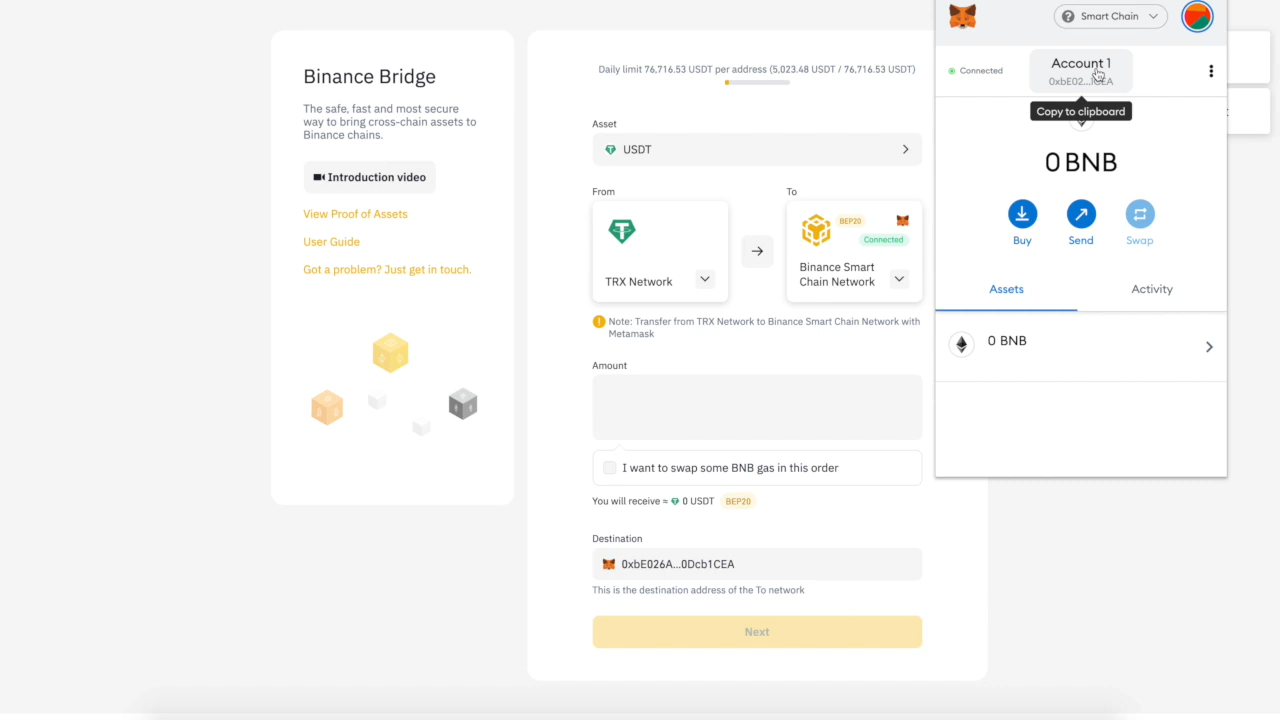 Binance Bridge
The safe, fast and most secure
way to bring cross-chain assets to
Binance chains.
Introduction video
View Proof of Assets
User Guide
Got a problem? Just get in touch.
Daily limit 76,716.53 USDT per address (5,023.48 USDT / 76,716.53 USDT)
Asset
USDT
From
To
TRX Network
BEP20
Connected
Binance Smart
Chain Network
Note: Transfer from TRX Network to Binance Smart Chain Network with
Metamask
Amount
I want to swap some BNB gas in this order
You will receive ≈ 0 USDT BEP20
Destination
0xbE026A...0Dcb1CEA
This is the destination address of the To network
Next
Smart Chain
Connected
Account 1
Copy to clipboard
0 BNB
Buy
Send
Swap
Assets
Activity
0 BNB